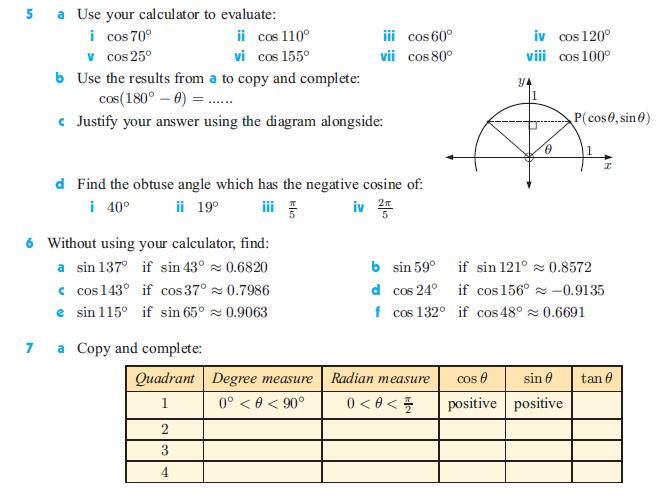 5 a Use your calculator to evaluate:
i cos 70° ii cos 110° iii cos 60° iv cos 120°
v cos 25° vi cos 155° vii cos 80° viii cos 100°
b Use the results from a to copy and complete:
cos(180° − θ) = ......
c Justify your answer using the diagram alongside:
y
1
P(cos θ, sin θ)
θ 1
x
d Find the obtuse angle which has the negative cosine of:
i 40° ii 19° iii π/5 iv 2π/5
6 Without using your calculator, find:
a sin 137° if sin 43° ≈ 0.6820 b sin 59° if sin 121° ≈ 0.8572
c cos 143° if cos 37° ≈ 0.7986 d cos 24° if cos 156° ≈ −0.9135
e sin 115° if sin 65° ≈ 0.9063 f cos 132° if cos 48° ≈ 0.6691
7 a Copy and complete:
Quadrant Degree measure Radian measure cos θ sin θ tan θ
1 0° < θ < 90° 0 < θ < π/2 positive positive
2
3
4